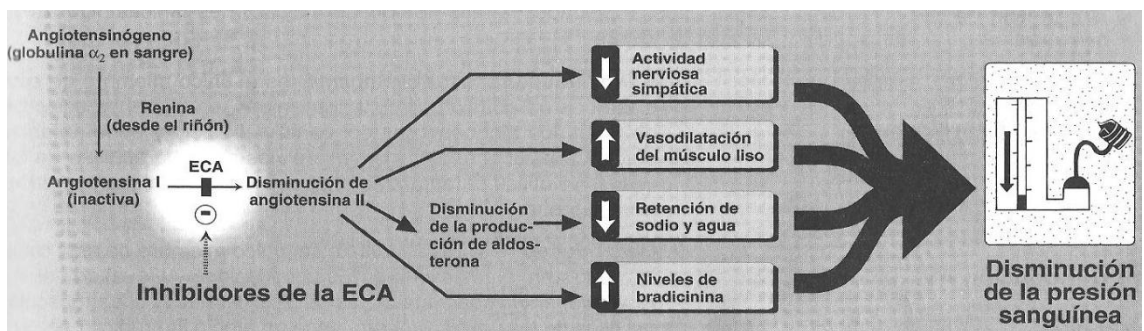 Angiotensinógeno
(globulina α₂ en sangre)
Renina
(desde el riñón)
ECA
Angiotensina I
(inactiva)
Disminución de
angiotensina II
Inhibidores de la ECA
Disminución
de la produc-
ción de aldos-
terona
Actividad
nerviosa
simpática
Vasodilatación
del músculo liso
Retención de
sodio y agua
Niveles de
bradicinina
Disminución
de la presión
sanguínea